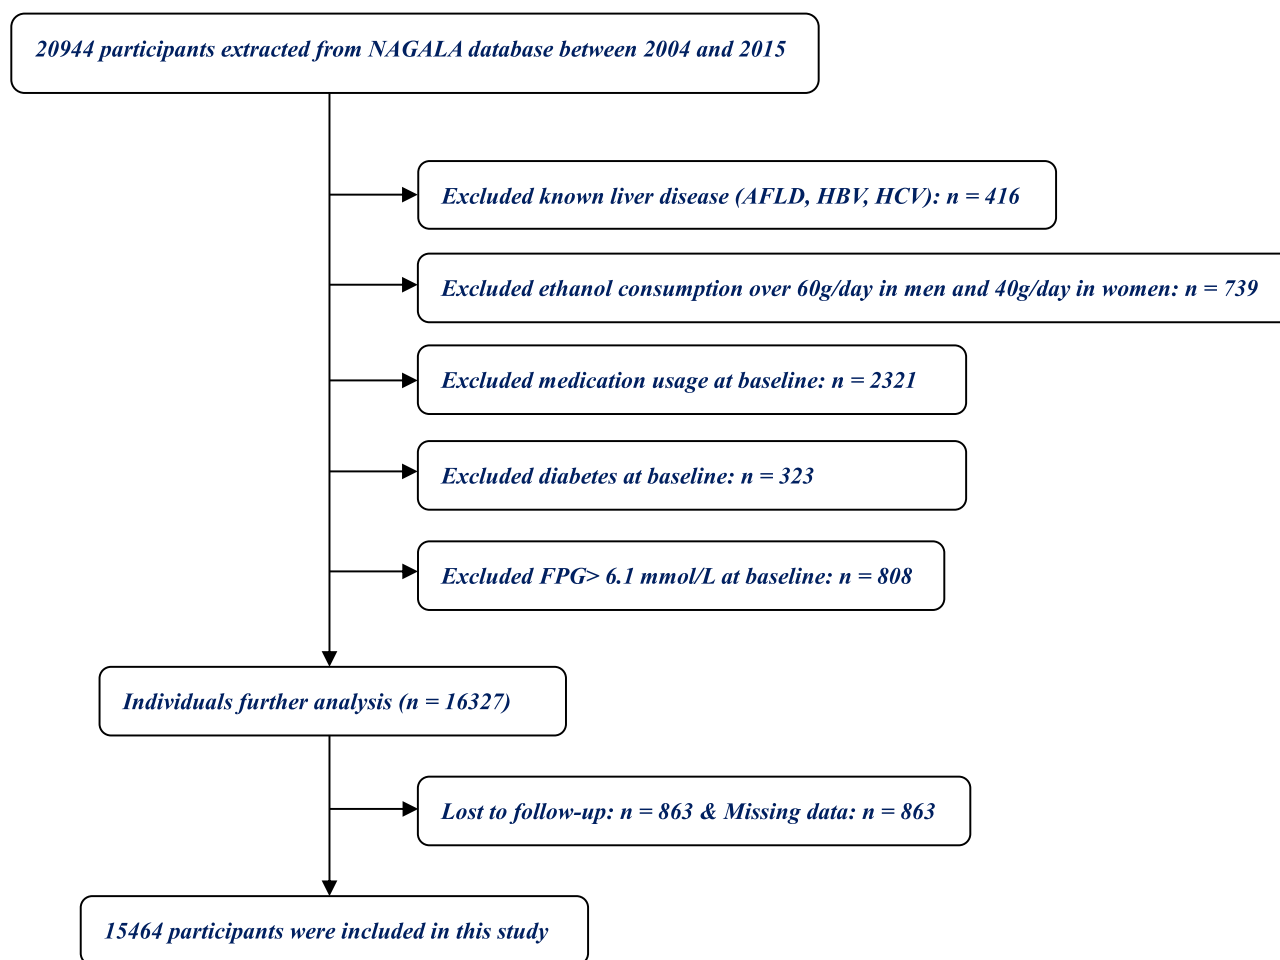 20944 participants extracted from NAGALA database between 2004 and 2015
Excluded known liver disease (AFLD, HBV, HCV): n = 416
Excluded ethanol consumption over 60g/day in men and 40g/day in women: n = 739
Excluded medication usage at baseline: n = 2321
Excluded diabetes at baseline: n = 323
Excluded FPG> 6.1 mmol/L at baseline: n = 808
Individuals further analysis (n = 16327)
Lost to follow-up: n = 863 & Missing data: n = 863
15464 participants were included in this study